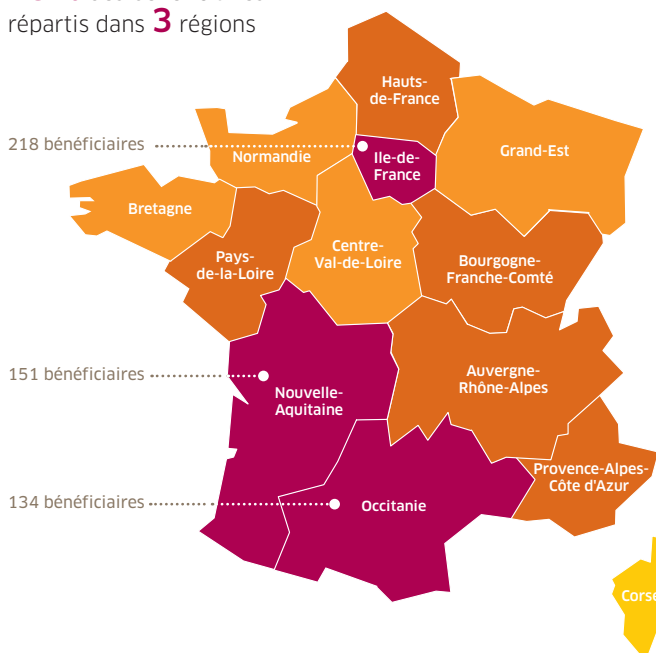 répartis dans 3 régions
Hauts-
de-France
218 bénéficiaires
Normandie
Ile-de-
France
Grand-Est
Bretagne
Pays-
de-la-Loire
Centre-
Val-de-Loire
Bourgogne-
Franche-Comté
151 bénéficiaires
Nouvelle-
Aquitaine
Auvergne-
Rhône-Alpes
134 bénéficiaires
Occitanie
Provence-Alpes-
Côte d'Azur
Corse